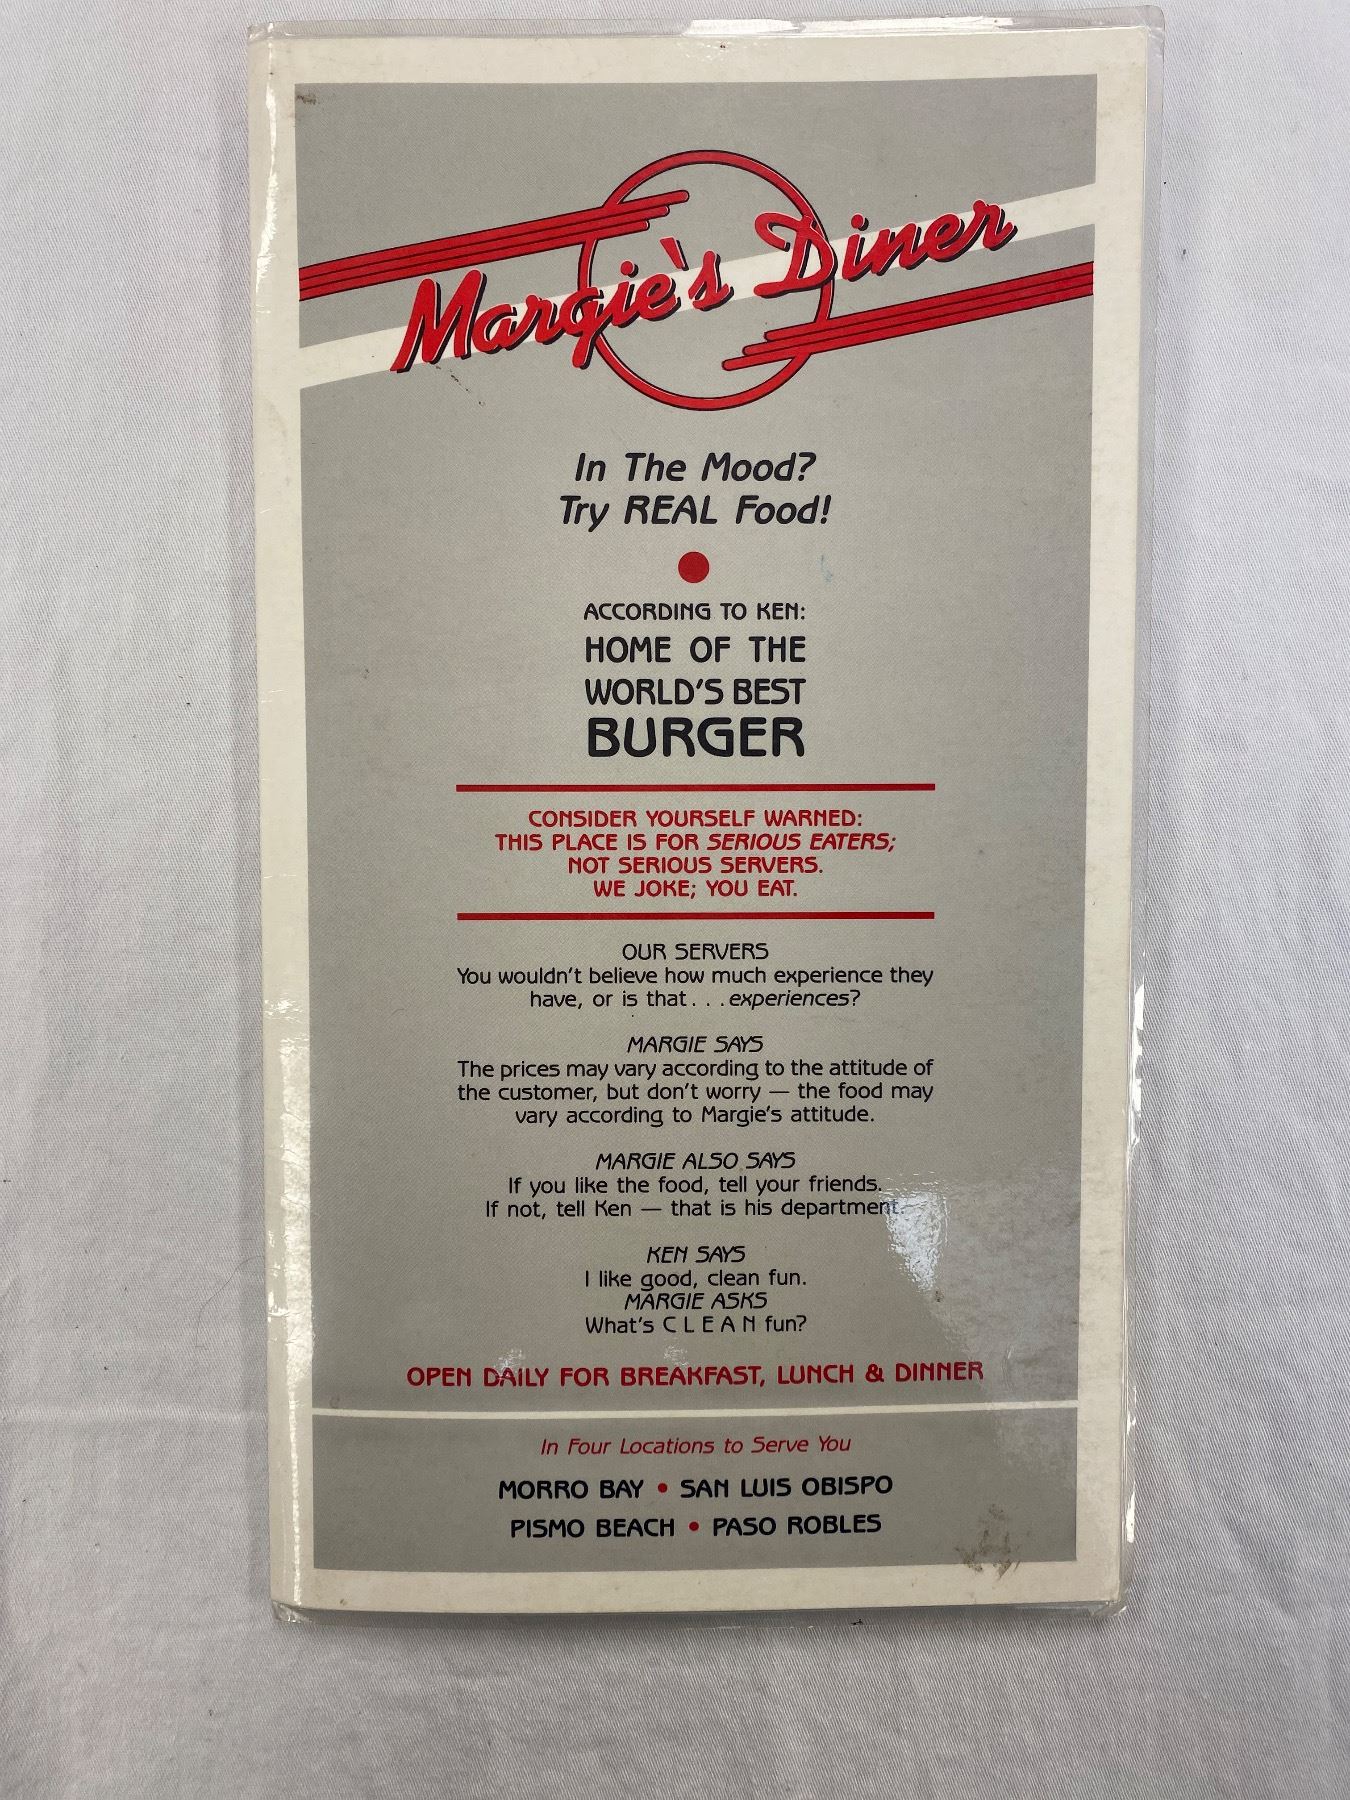 Margie's Diner
In The Mood?
Try REAL Food!
ACCORDING TO KEN:
HOME OF THE
WORLD'S BEST
BURGER
CONSIDER YOURSELF WARNED:
THIS PLACE IS FOR SERIOUS EATERS;
NOT SERIOUS SERVERS.
WE JOKE; YOU EAT.
OUR SERVERS
You wouldn't believe how much experience they
have, or is that . . . experiences?
MARGIE SAYS
The prices may vary according to the attitude of
the customer, but don't worry — the food may
vary according to Margie's attitude.
MARGIE ALSO SAYS
If you like the food, tell your friends.
If not, tell Ken — that is his department.
KEN SAYS
I like good, clean fun.
MARGIE ASKS
What's C L E A N fun?
OPEN DAILY FOR BREAKFAST, LUNCH & DINNER
In Four Locations to Serve You
MORRO BAY • SAN LUIS OBISPO
PISMO BEACH • PASO ROBLES